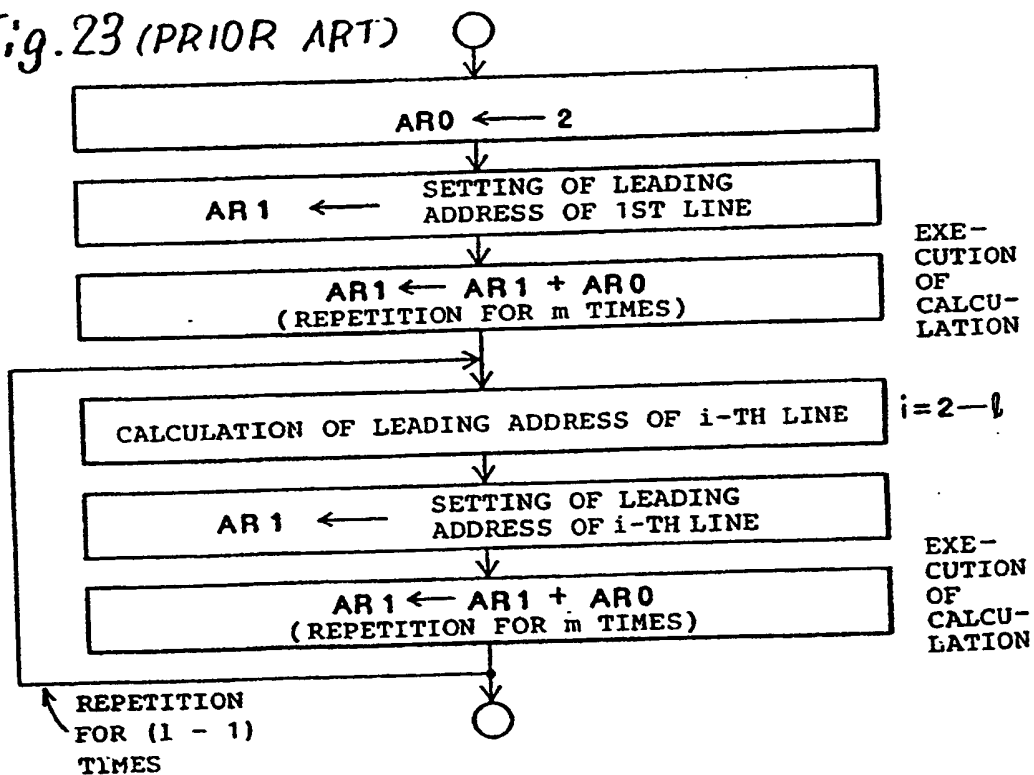 Fig.23 (PRIOR ART)
AR0 ← 2
AR1 ← SETTING OF LEADING
ADDRESS OF 1ST LINE
AR1 ← AR1 + AR0
(REPETITION FOR m TIMES)
EXE-
CUTION
OF
CALCU-
LATION
CALCULATION OF LEADING ADDRESS OF i-TH LINE
i=2—ℓ
AR1 ← SETTING OF LEADING
ADDRESS OF i-TH LINE
AR1 ← AR1 + AR0
(REPETITION FOR m TIMES)
EXE-
CUTION
OF
CALCU-
LATION
REPETITION
FOR (l - 1)
TIMES